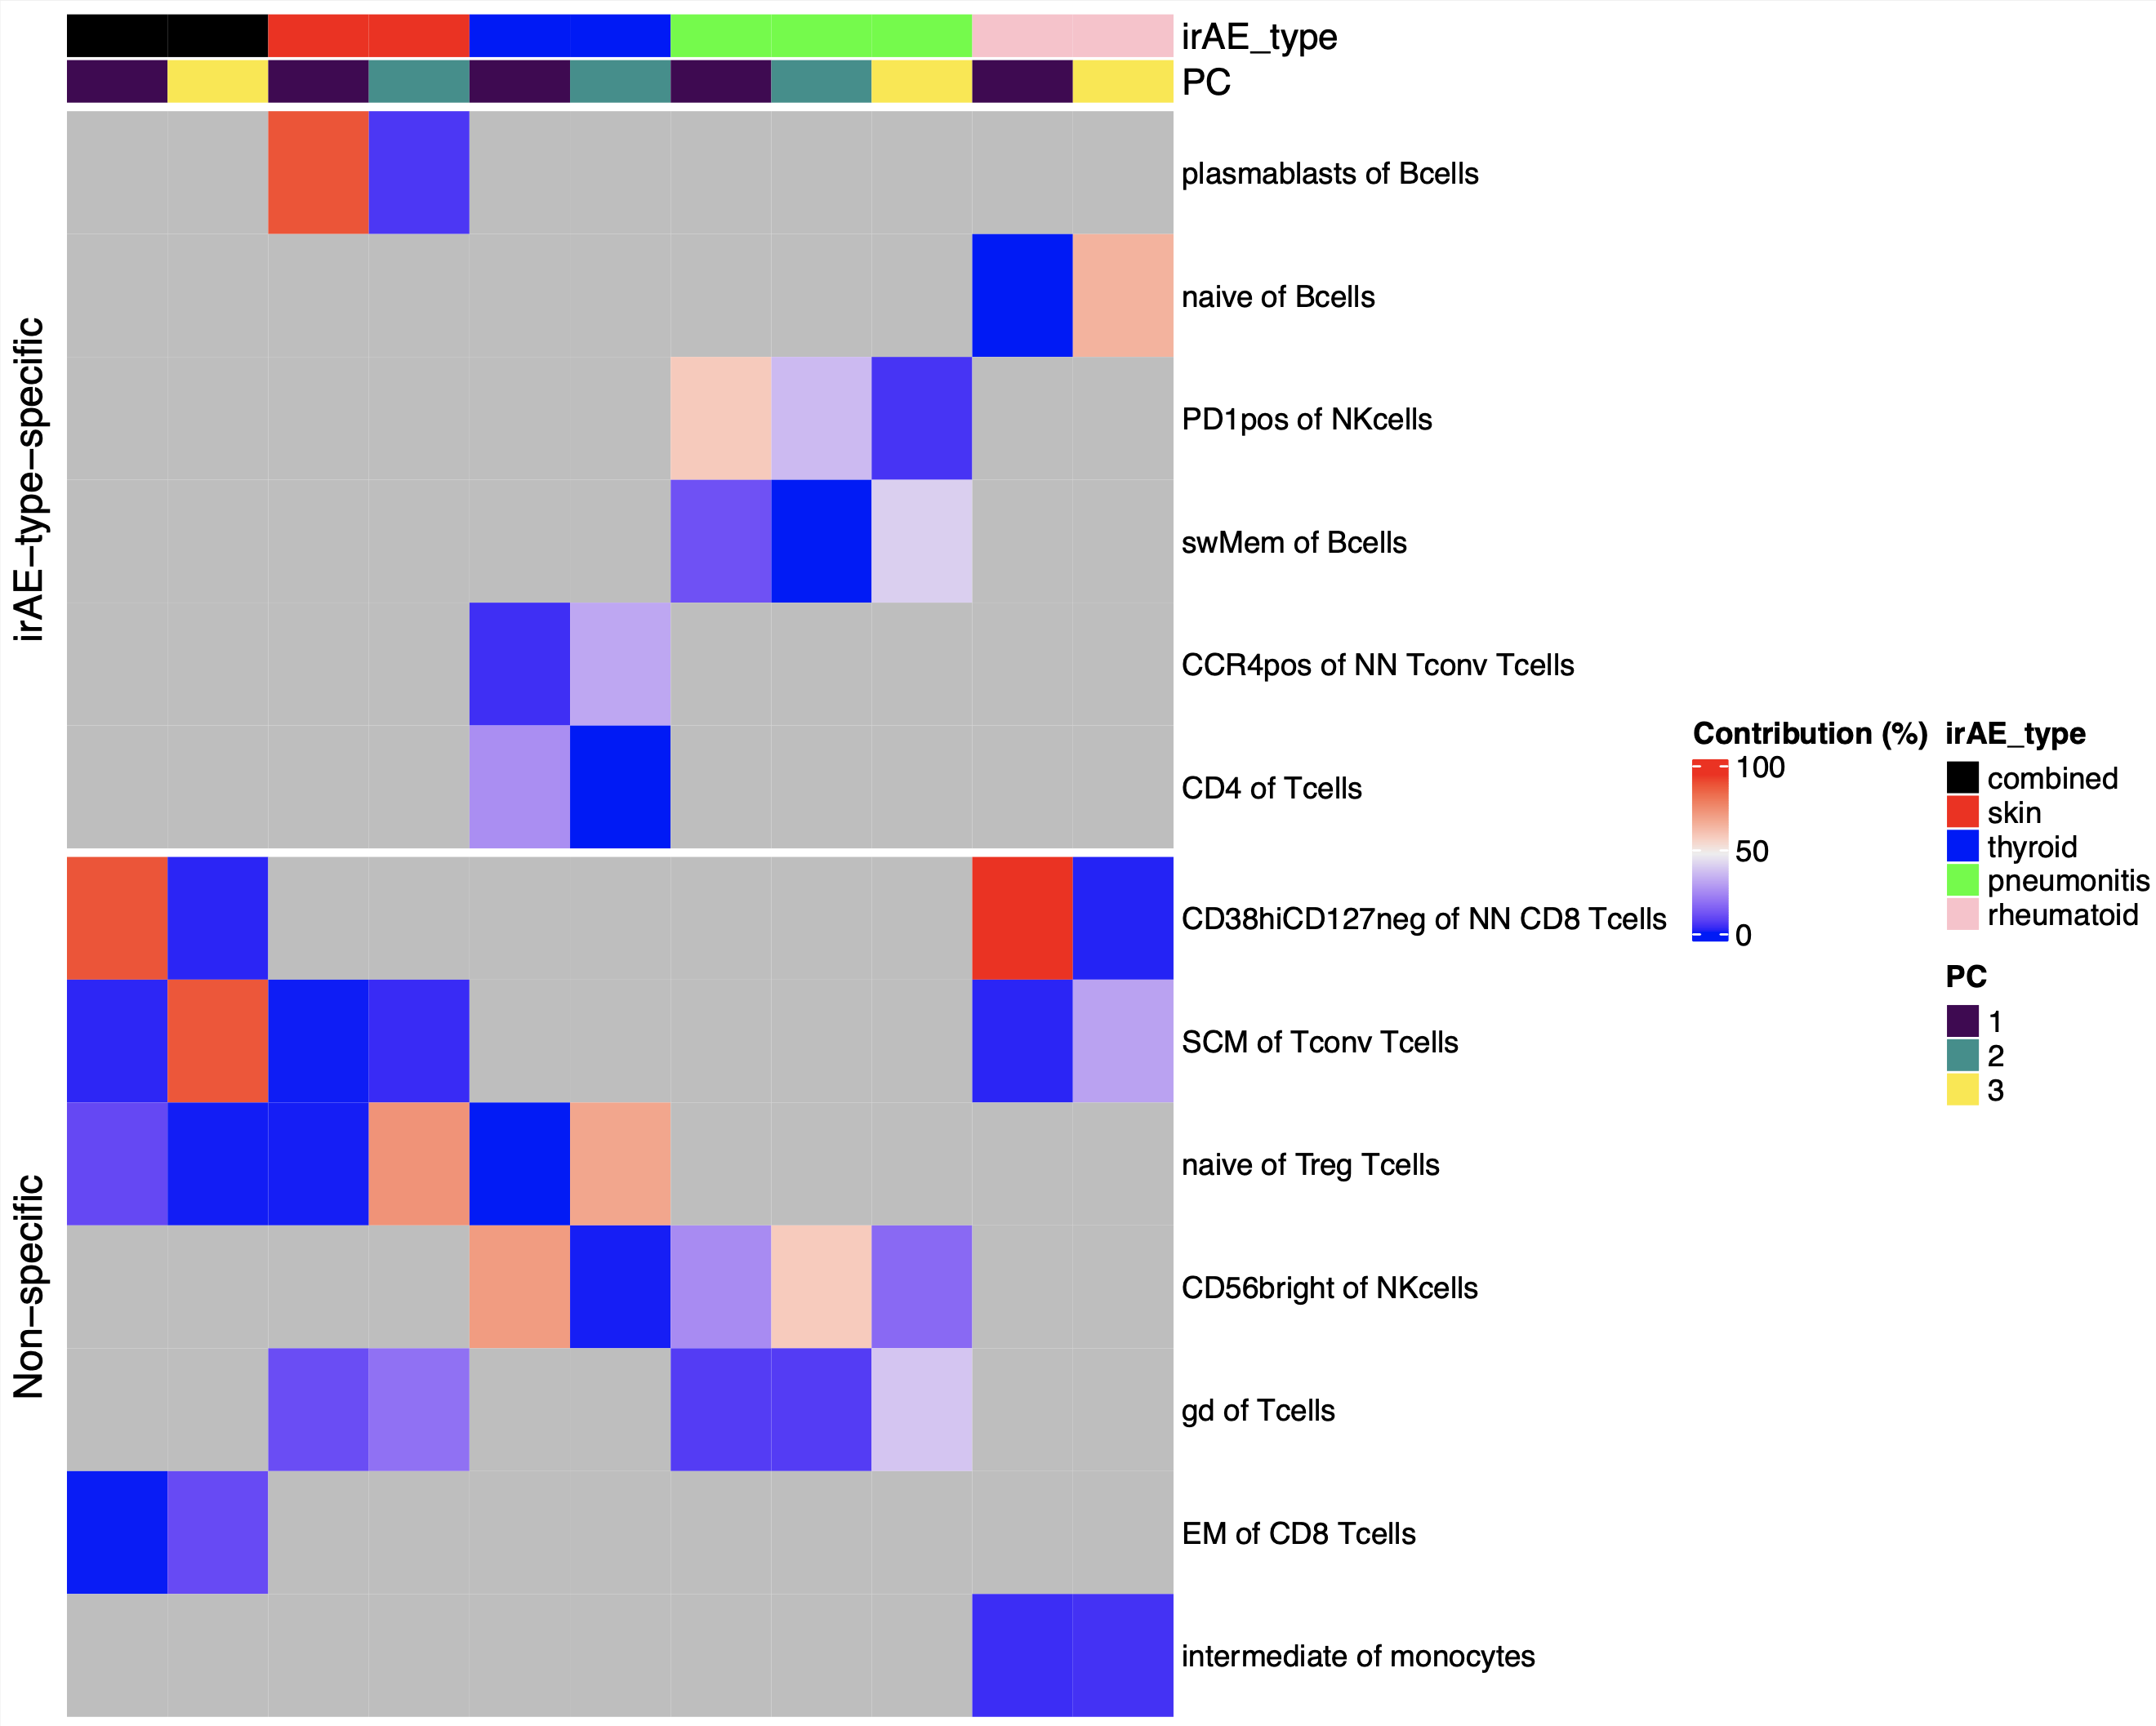 irAE_type
PC
irAE-type-specific
plasmablasts of Bcells
naive of Bcells
PD1pos of NKcells
swMem of Bcells
CCR4pos of NN Tconv Tcells
CD4 of Tcells
Non-specific
CD38hiCD127neg of NN CD8 Tcells
SCM of Tconv Tcells
naive of Treg Tcells
CD56bright of NKcells
gd of Tcells
EM of CD8 Tcells
intermediate of monocytes
Contribution (%)
100
50
0
irAE_type
combined
skin
thyroid
pneumonitis
rheumatoid
PC
1
2
3